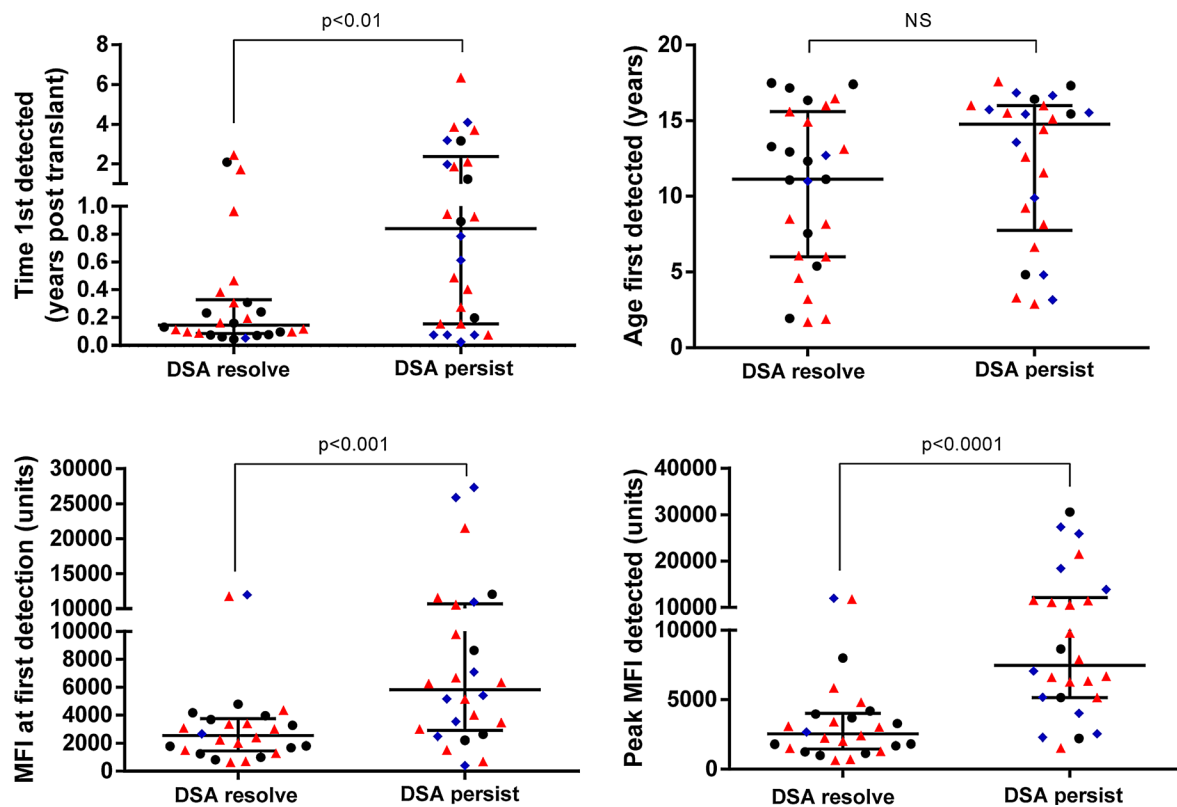 p<0.01
Time 1st detected
(years post translant)
8
6
4
2
1.0
0.8
0.6
0.4
0.2
0.0
DSA resolve
DSA persist
NS
Age first detected (years)
20
15
10
5
0
DSA resolve
DSA persist
p<0.001
MFI at first detection (units)
30000
25000
20000
15000
10000
10000
8000
6000
4000
2000
0
DSA resolve
DSA persist
p<0.0001
Peak MFI detected (units)
40000
30000
20000
10000
10000
5000
0
DSA resolve
DSA persist